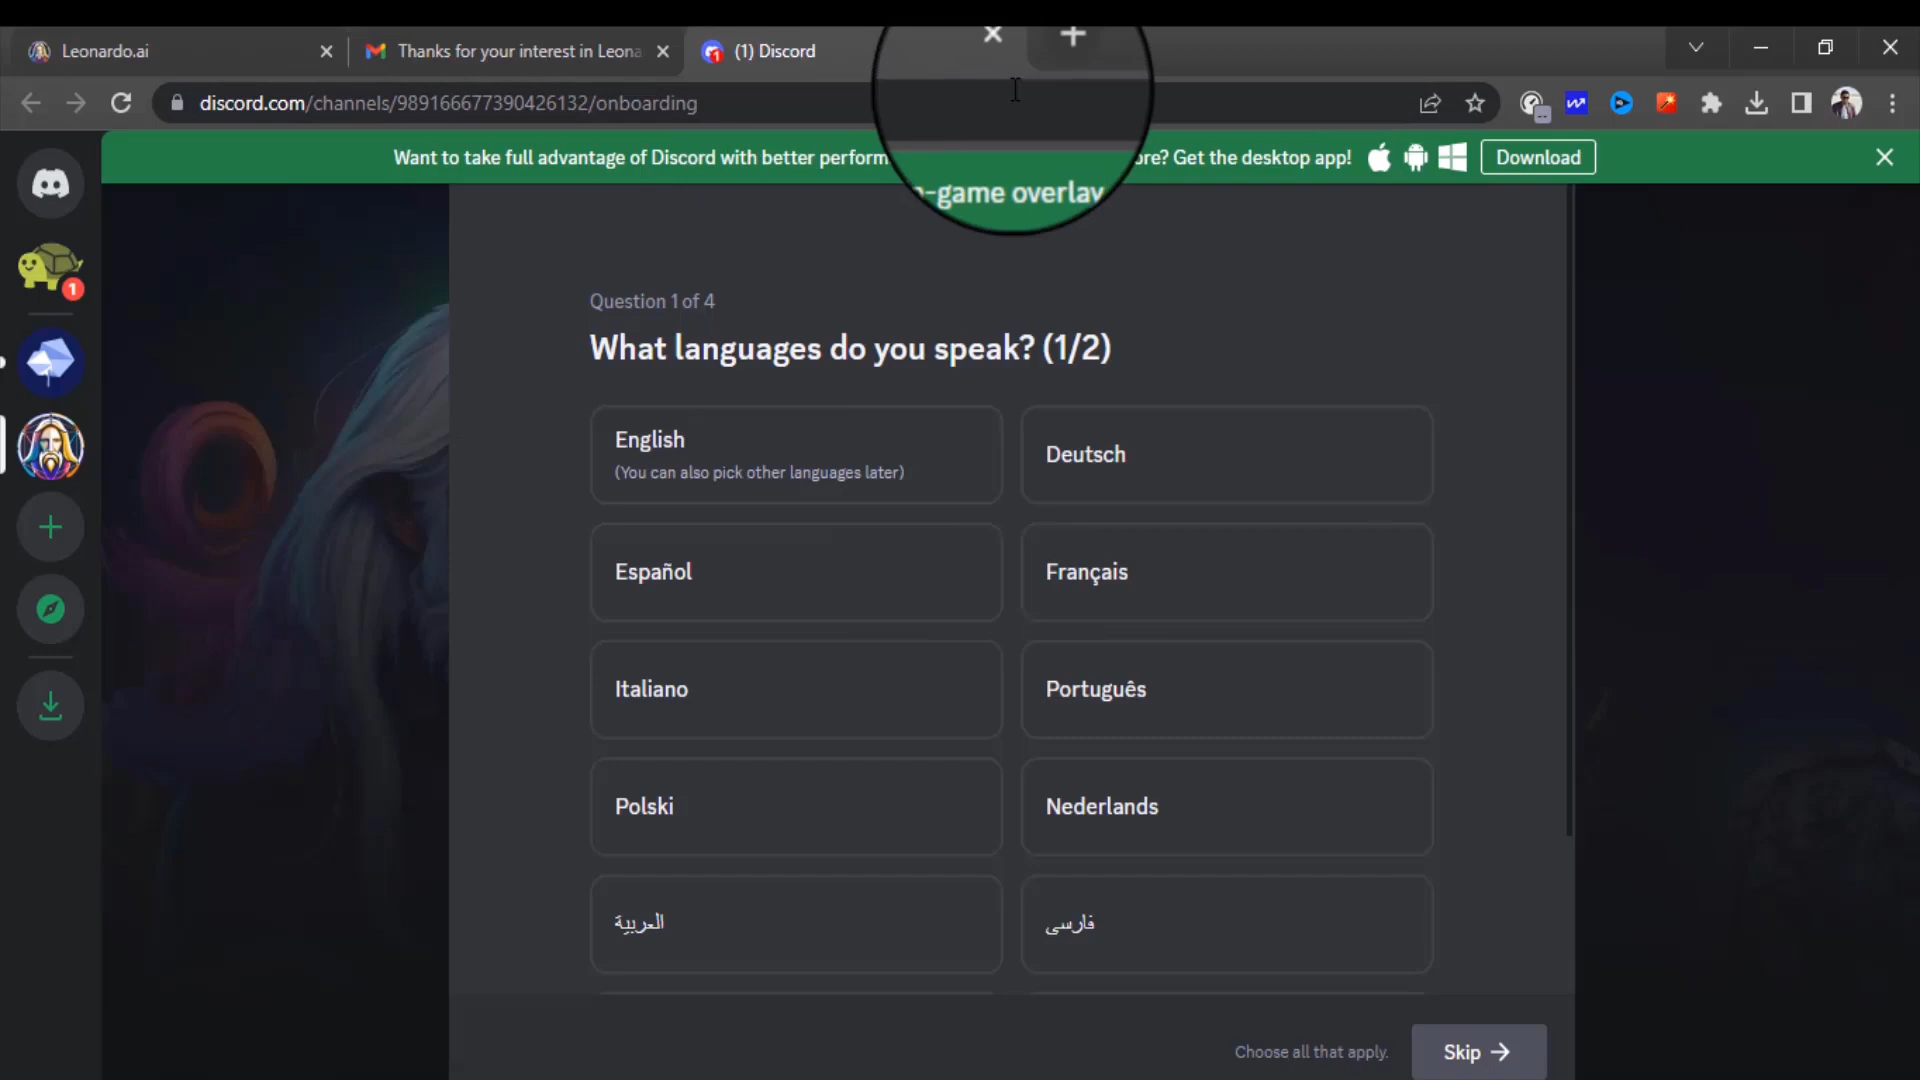 Leonardo.ai
Thanks for your interest in Leona
(1) Discord
discord.com/channels/989166677390426132/onboarding
Want to take full advantage of Discord with better perform
-game overlay
ore? Get the desktop app!
Download
1
Question 1 of 4
What languages do you speak? (1/2)
English
(You can also pick other languages later)
Deutsch
Español
Français
Italiano
Português
Polski
Nederlands
العربية
فارسی
Choose all that apply.
Skip